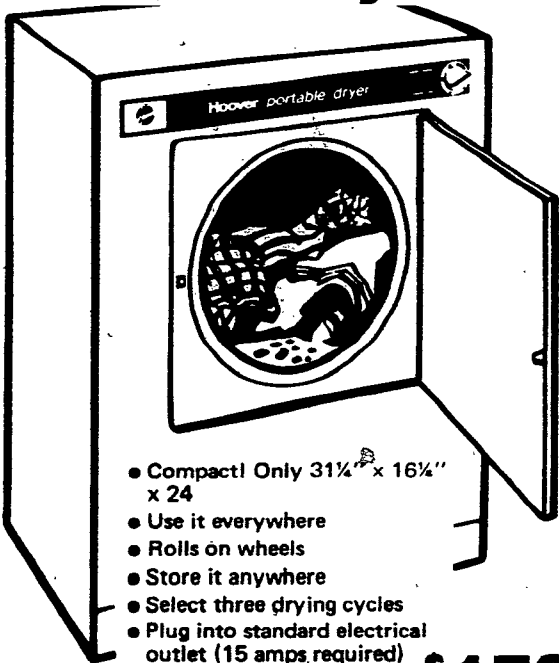 Hoover portable dryer
• Compact! Only 31¼" x 16¼"
x 24
• Use it everywhere
• Rolls on wheels
• Store it anywhere
• Select three drying cycles
• Plug into standard electrical
outlet (15 amps required)